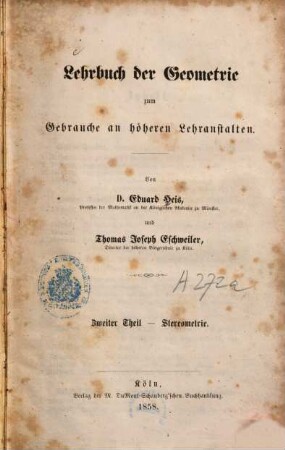 Lehrbuch der Geometrie
zum
Gebrauche an höheren Lehranstalten.
Von
D. Eduard Heis,
Professor der Mathematik an der Königlichen Akademie zu Münster,
und
Thomas Joseph Eschweiler,
Director der höheren Bürgerschule zu Köln.
A 272a
Zweiter Theil — Stereometrie.
Köln,
Verlag der M. DuMont-Schauberg'schen Buchhandlung.
1858.